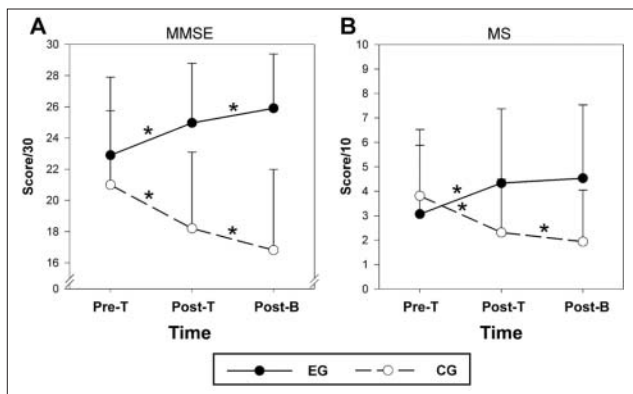 A
MMSE
Score/30
30
28
26
24
22
20
18
16
0
*
*
*
*
Pre-T Post-T Post-B
Time
B
MS
Score/10
10
9
8
7
6
5
4
3
2
1
0
*
*
*
Pre-T Post-T Post-B
Time
EG CG